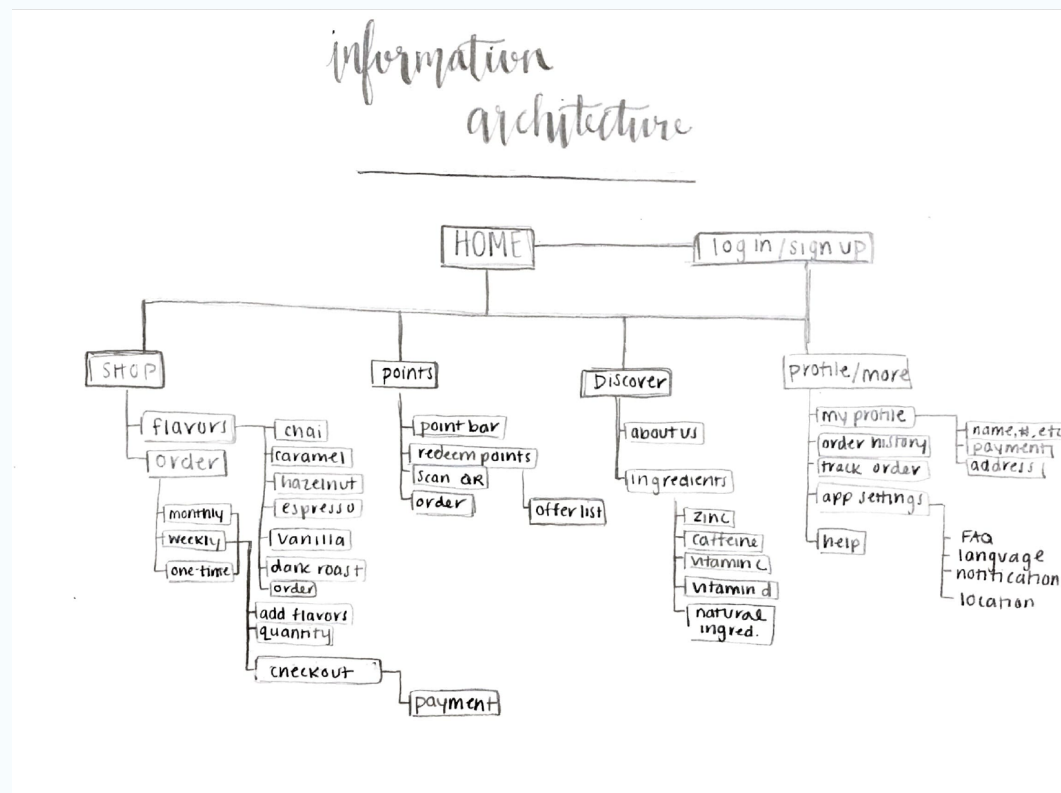 information
architecture
HOME
log in/sign up
SHOP
points
Discover
profile/more
flavors
order
chai
caramel
hazelnut
espresso
vanilla
dark roast
order
monthly
weekly
one-time
add flavors
quantity
checkout
payment
point bar
redeem points
scan QR
order
offer list
about us
ingredients
zinc
caffeine
vitamin c
vitamin d
natural
ingred.
my profile
order history
track order
app settings
help
name, #, etc
payment
address
FAQ
language
notification
location